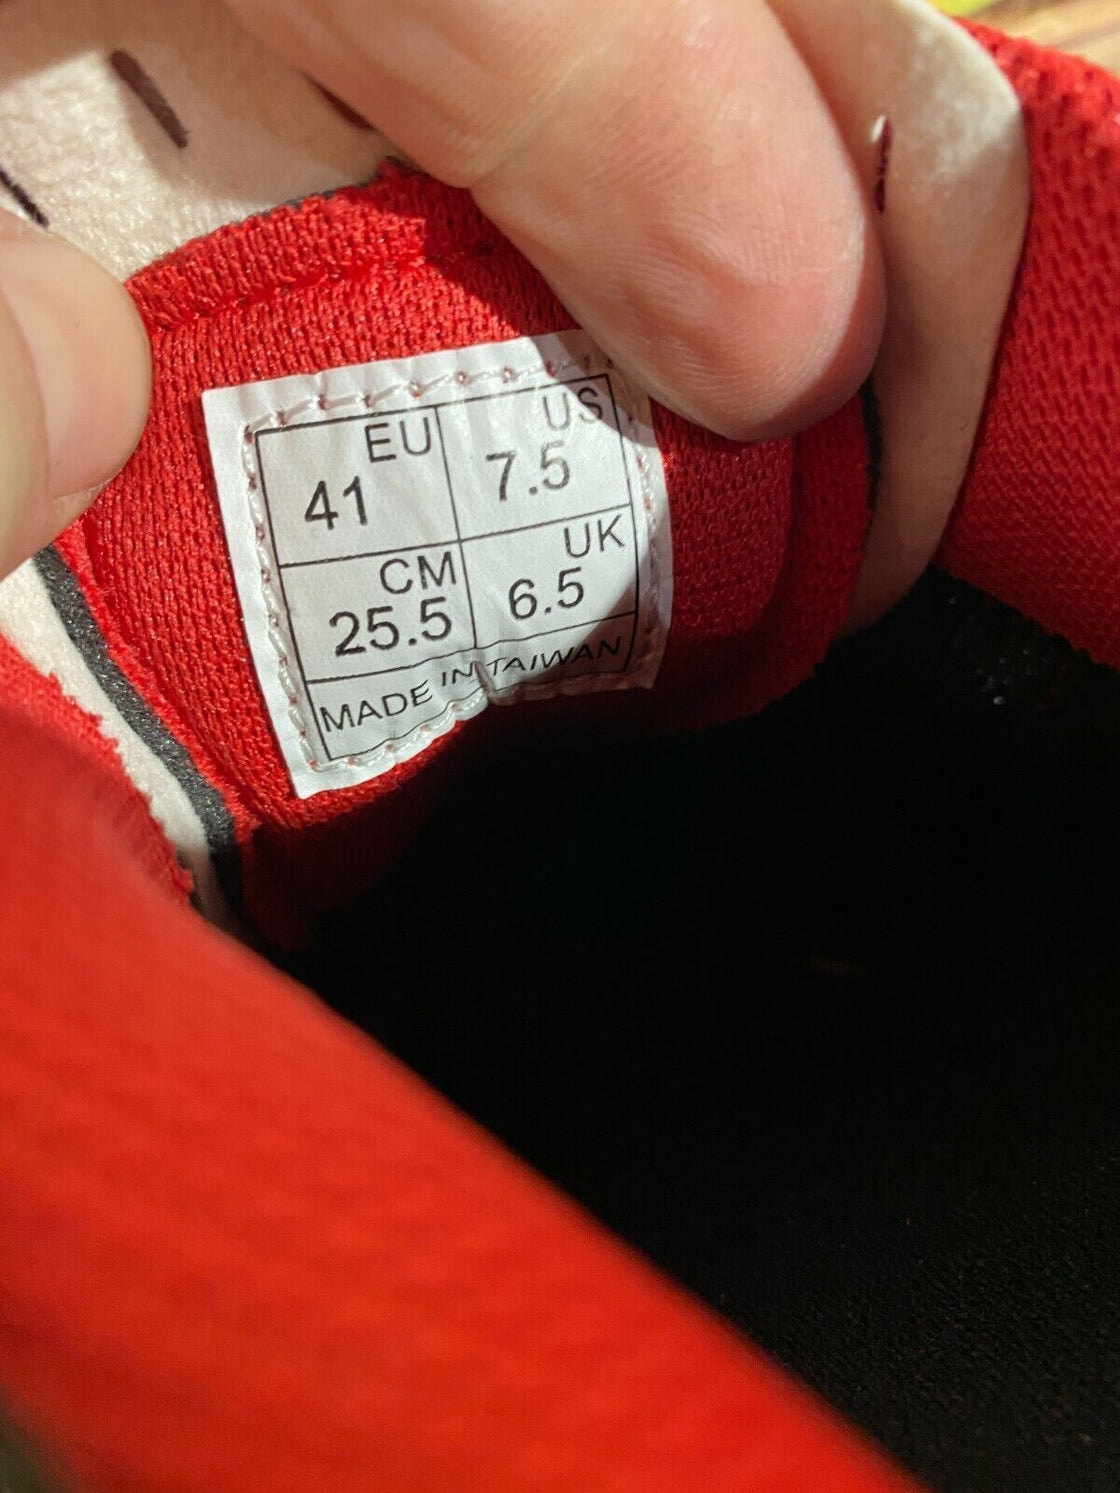 EU US
41 7.5
CM UK
25.5 6.5
MADE IN TAIWAN